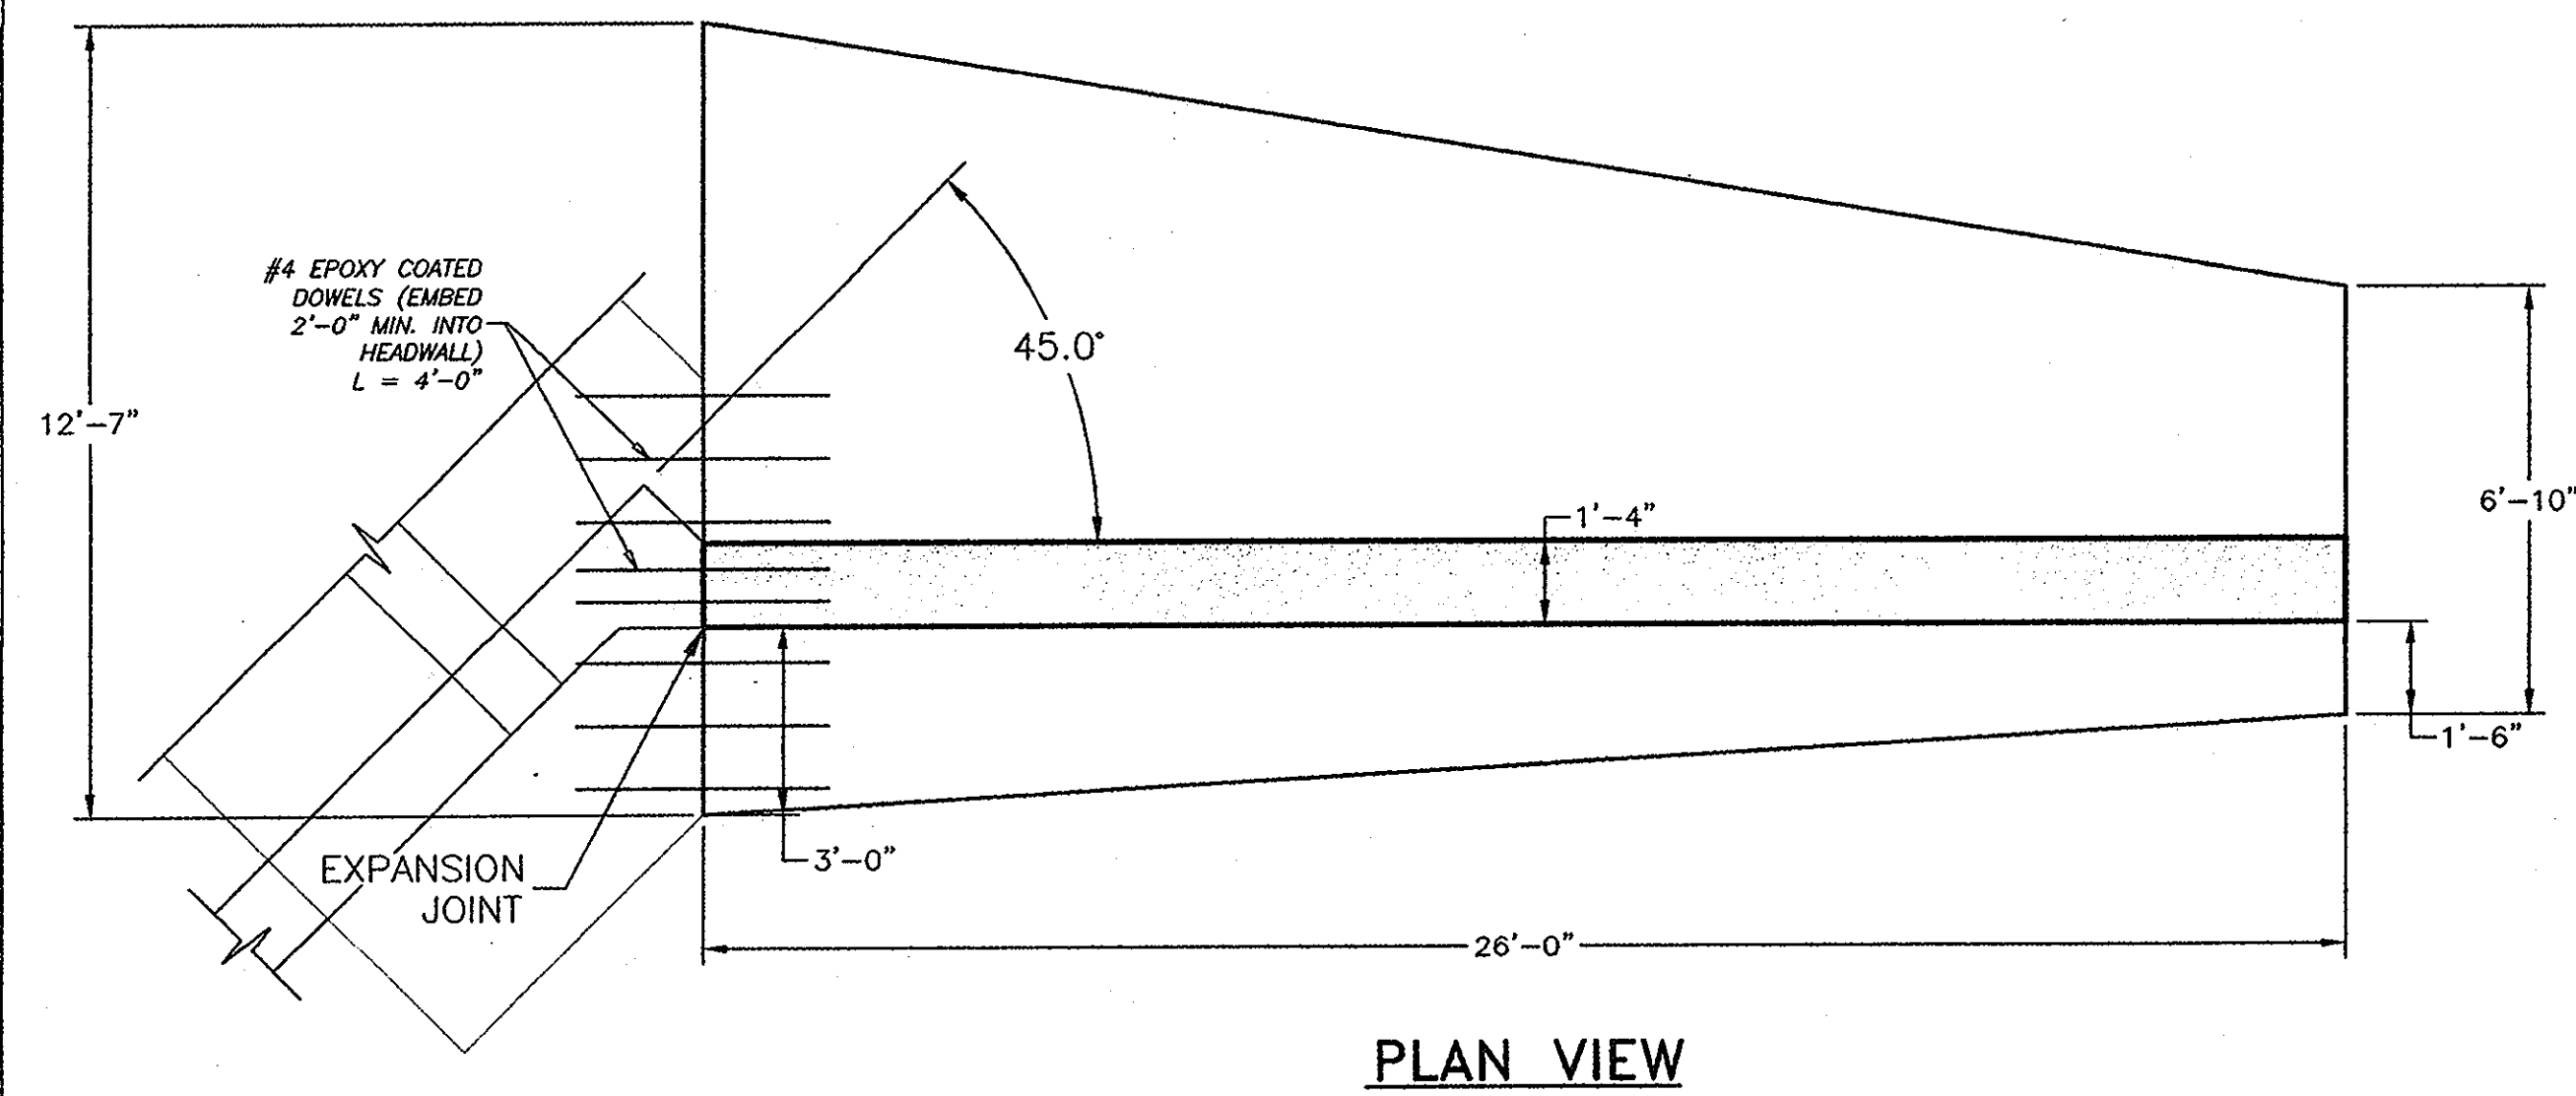 #4 EPOXY COATED
DOWELS (EMBED
2'-0" MIN. INTO
HEADWALL)
L = 4'-0"
45.0°
12'-7"
1'-4"
6'-10"
1'-6"
3'-0"
EXPANSION
JOINT
26'-0"
PLAN VIEW